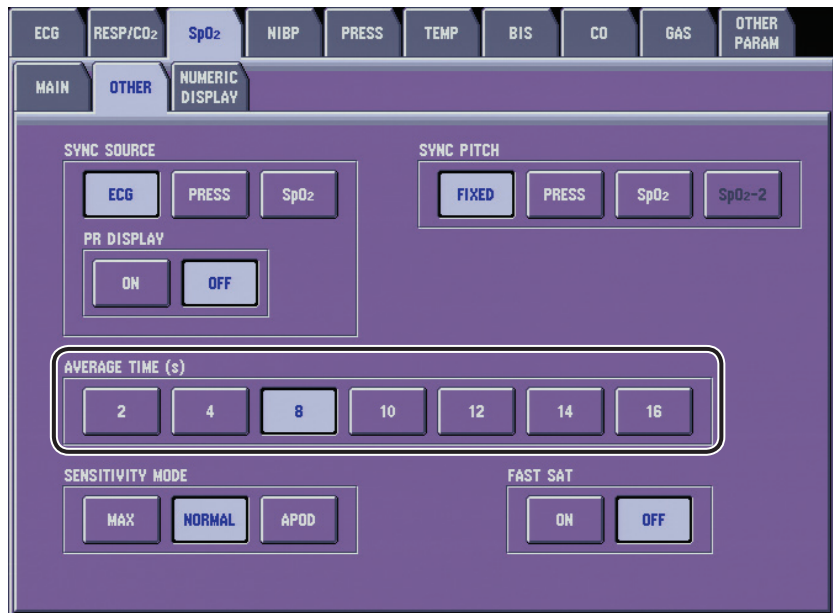 ECG RESP/CO₂ SpO₂ NIBP PRESS TEMP BIS CO GAS OTHER PARAM
MAIN OTHER NUMERIC DISPLAY
SYNC SOURCE
ECG PRESS SpO₂
PR DISPLAY
ON OFF
SYNC PITCH
FIXED PRESS SpO₂ SpO₂-2
AVERAGE TIME (s)
2 4 8 10 12 14 16
SENSITIVITY MODE
MAX NORMAL APOD
FAST SAT
ON OFF